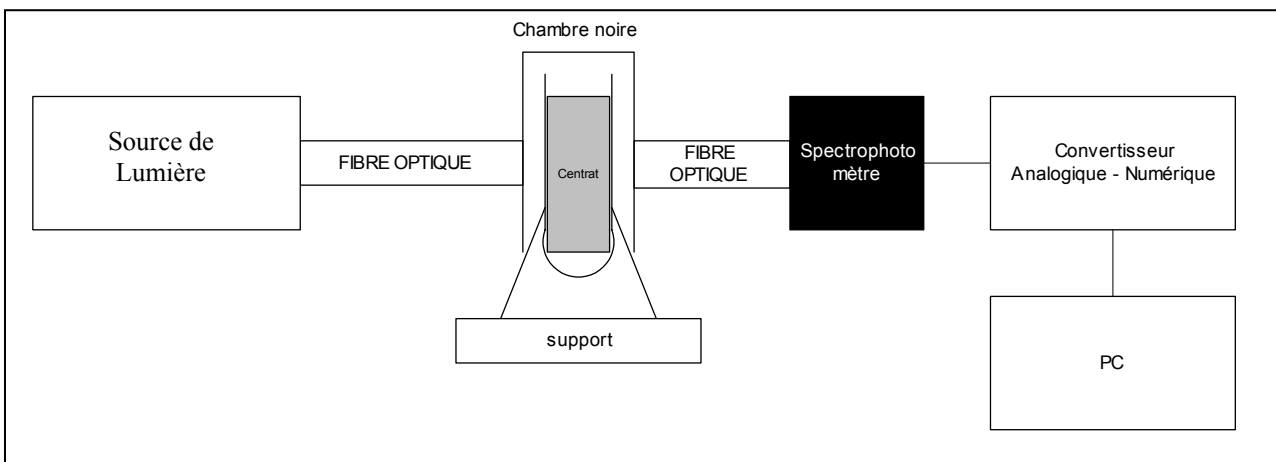 Chambre noire
Source de
Lumière
FIBRE OPTIQUE
Centrat
FIBRE
OPTIQUE
Spectrophoto
mètre
Convertisseur
Analogique - Numérique
support
PC